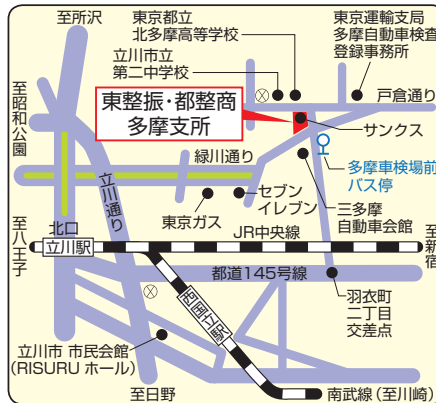 至所沢
東京都立
北多摩高等学校
立川市立
第二中学校
東京運輸支局
多摩自動車検査
登録事務所
戸倉通り
至昭和公園
東整振・都整商
多摩支所
サンクス
緑川通り
多摩車検場前
バス停
立川通り
セブン
イレブン
東京ガス
三多摩
自動車会館
至八王子
北口
立川駅
JR中央線
至新宿
都道145号線
西国立駅
羽衣町
二丁目
交差点
立川市 市民会館
(RISURU ホール)
至日野
南武線(至川崎)